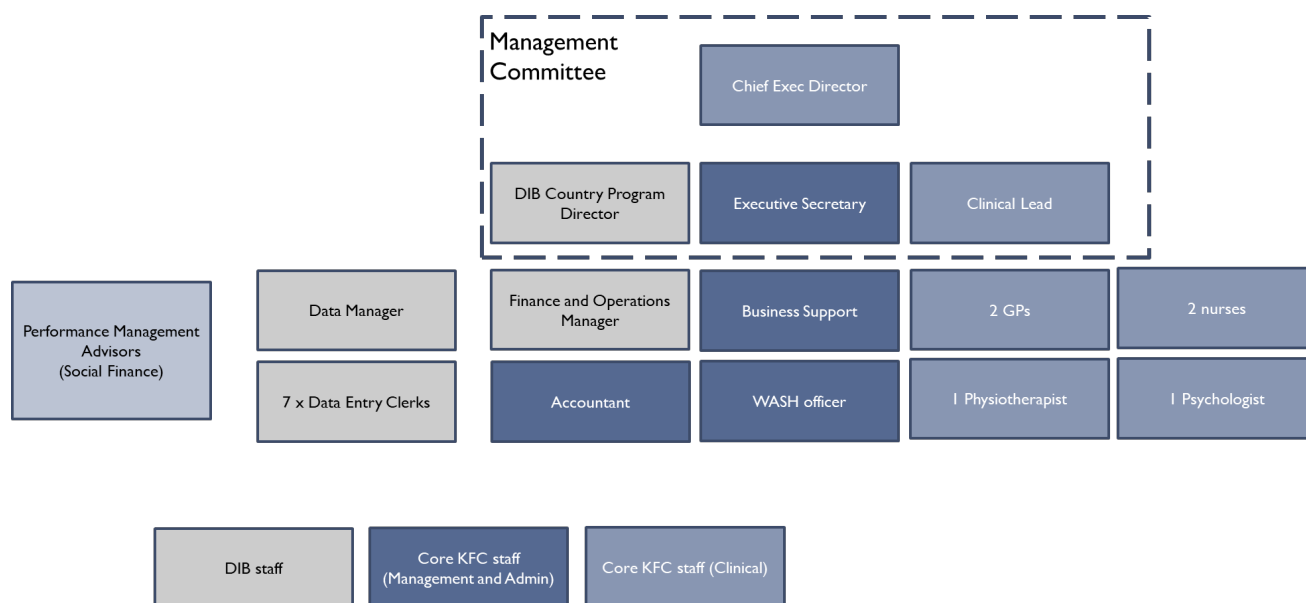 Management
Committee
Chief Exec Director
DIB Country Program
Director
Executive Secretary
Clinical Lead
Performance Management
Advisors
(Social Finance)
Data Manager
Finance and Operations
Manager
Business Support
2 GPs
2 nurses
7 x Data Entry Clerks
Accountant
WASH officer
1 Physiotherapist
1 Psychologist
DIB staff
Core KFC staff
(Management and Admin)
Core KFC staff (Clinical)